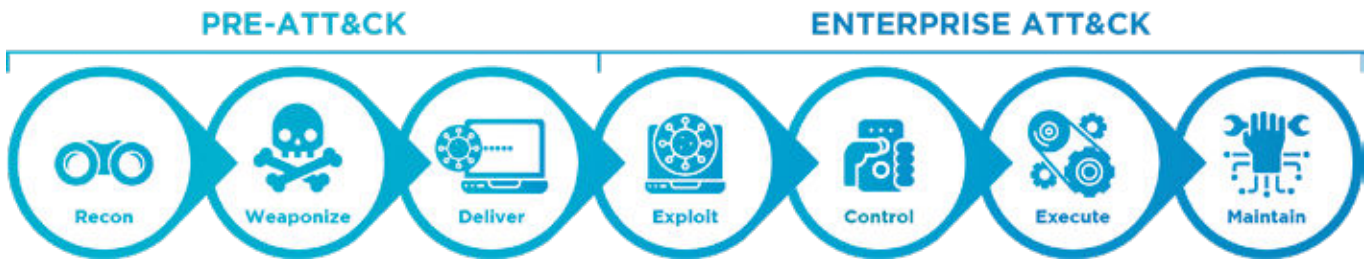 PRE-ATT&CK
ENTERPRISE ATT&CK
Recon
Weaponize
Deliver
Exploit
Control
Execute
Maintain